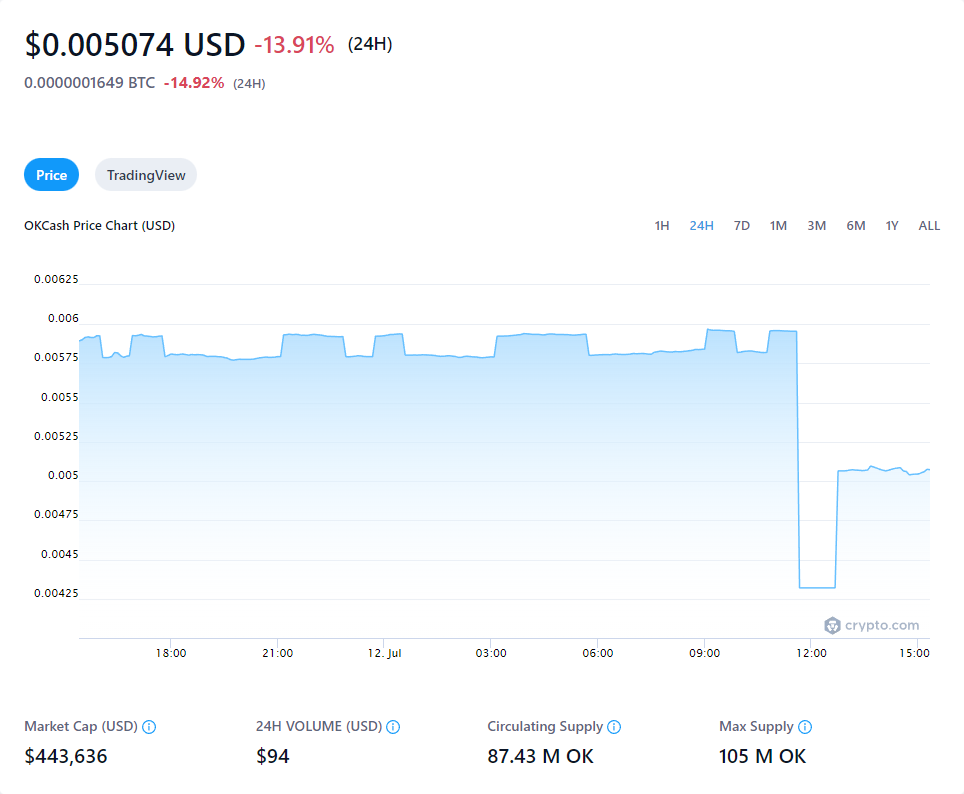 $0.005074 USD -13.91% (24H)
0.0000001649 BTC -14.92% (24H)
Price TradingView
OKCash Price Chart (USD) 1H 24H 7D 1M 3M 6M 1Y ALL
0.00625
0.006
0.00575
0.0055
0.00525
0.005
0.00475
0.0045
0.00425
crypto.com
18:00 21:00 12. Jul 03:00 06:00 09:00 12:00 15:00
Market Cap (USD) 24H VOLUME (USD) Circulating Supply Max Supply
$443,636 $94 87.43 M OK 105 M OK